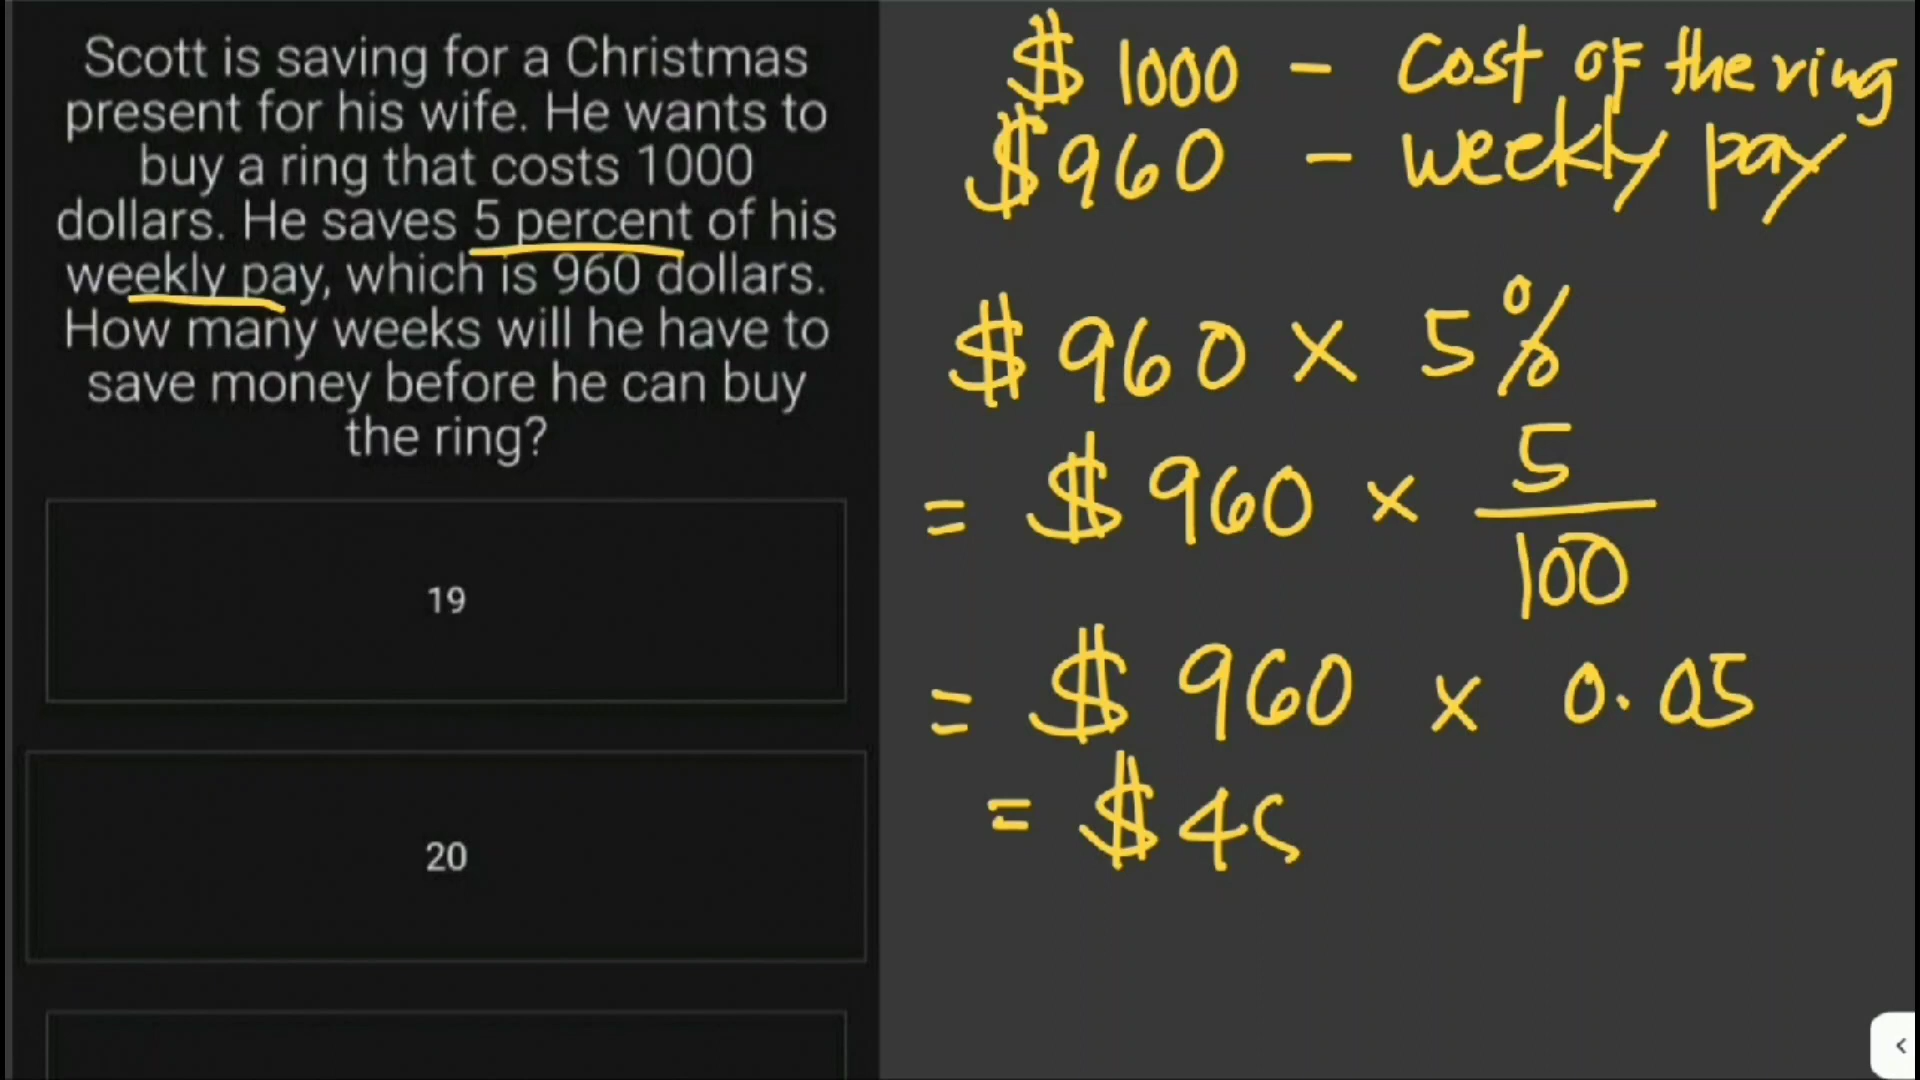 Scott is saving for a Christmas
present for his wife. He wants to
buy a ring that costs 1000
dollars. He saves 5 percent of his
weekly pay, which is 960 dollars.
How many weeks will he have to
save money before he can buy
the ring?
19
20
$ 1000 - Cost of the ring
$960 - weekly pay
$ 960 x 5%
= $ 960 x 5/100
= $ 960 x 0.05
= $ 4